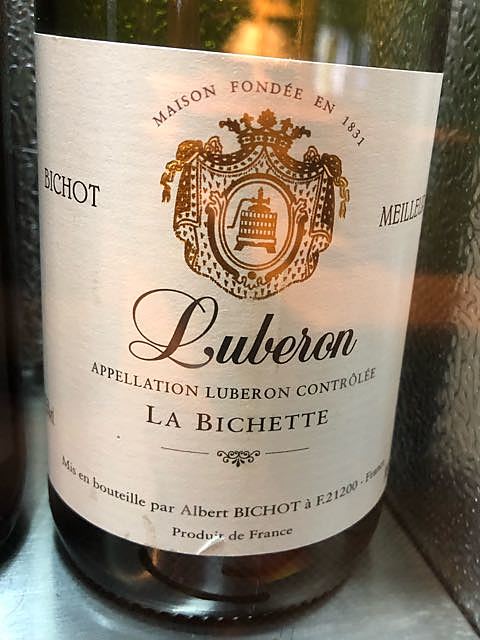 MAISON FONDÉE EN 1831
BICHOT
Luberon
APPELLATION LUBERON CONTRÔLÉE
LA BICHETTE
Mis en bouteille par Albert BICHOT à F.21200 - France
Produit de France